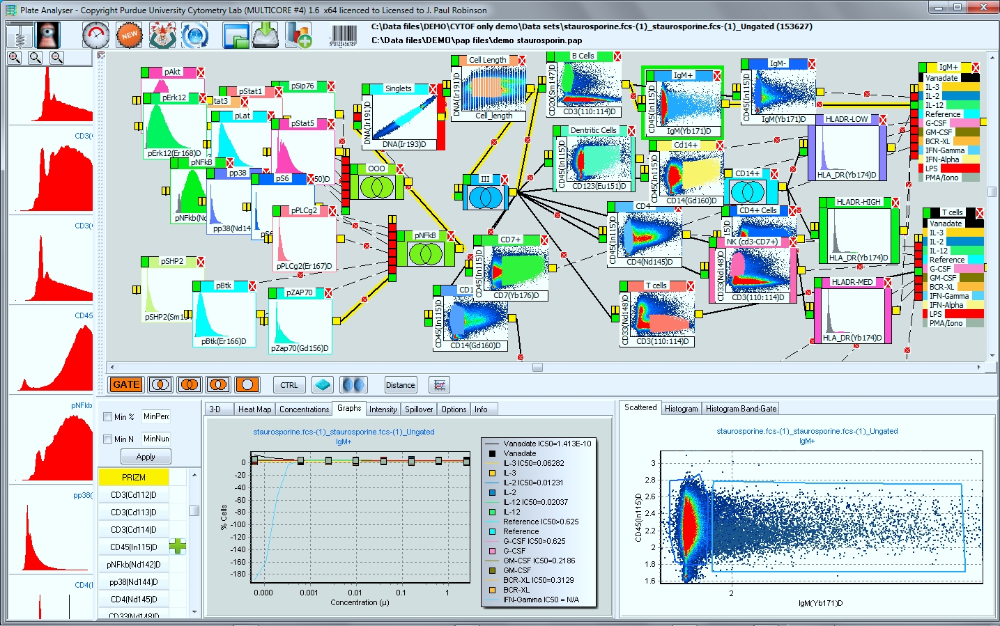 Plate Analyser - Copyright Purdue University Cytometry Lab (MULTICORE #4) 1.6 x64 licenced to Licensed to J. Paul Robinson
C:\Data files\DEMO\CYTOF only demo\Data sets\staurosporine.fcs-(1)_staurosporine.fcs-(1)_Ungated (153627)
C:\Data files\DEMO\pap files\demo staurosporin.pap
NEW
CD3(
CD3(
CD45
pNFkb
pp38(
CD4(
pAkt
pErk12
pErk12(Er168)D
pStat1
tat3
pSip76
pLat
pStat5
50)D
pNFkB
pNFkb(Nd
pp38
pp38(Nd14
pS6
pS6
pPLCg2
pPLCg2(Er167)D
pSHP2
pSHP2(Sm1
pBtk
pBtk(Er166)D
pZAP70
pZap70(Gd156)D
Singlets
DNA(Ir191)D
DNA(Ir193)D
Cell Length
DNA(Ir191)D
Cell_length
B Cells
CD20(Sm147)D
CD3(110:114)D
IgM+
CD45(In115)D
IgM(Yb171)D
IgM-
CD45(In115)D
IgM(Yb171)D
OOO
III
pNFkB
Dentritic Cells
CD45(In115)D
CD123(Eu151)D
Cd14+
CD45(In115)D
CD14(Gd160)D
CD14+
HLADR-LOW
HLA_DR(Yb174)D
HLADR-HIGH
HLA_DR(Yb174)D
HLADR-MED
HLA_DR(Yb174)D
CD4
CD45(In115)D
CD4(Nd145)D
CD4+ Cells
115)D
NK (cd3-CD7+)
CD33(Nd148)D
CD3(110:114)D
CD7+
CD45(In115)D
CD7(Yb176)D
CD1
CD45(In115)D
CD14(Gd160)D
T cells
CD33(Nd148)D
CD3(110:114)D
IgM+
Vanadate
IL-3
IL-2
IL-12
Reference
G-CSF
GM-CSF
BCR-XL
IFN-Gamma
IFN-Alpha
LPS
PMA/Iono
T cells
Vanadate
IL-3
IL-2
IL-12
Reference
G-CSF
GM-CSF
BCR-XL
IFN-Gamma
IFN-Alpha
LPS
PMA/Iono
GATE
CTRL
Distance
Min %
MinPerc
Min N
MinNun
Apply
PRIZM
CD3(Cd112)D
CD3(Cd113)D
CD3(Cd114)D
CD45(In115)D
pNFkb(Nd142)D
pp38(Nd144)D
CD4(Nd145)D
CD33(Nd148)D
3-D
Heat Map
Concentrations
Graphs
Intensity
Spillover
Options
Info
staurosporine.fcs-(1)_staurosporine.fcs-(1)_Ungated
IgM+
% Cells
0
-20
-40
-60
-80
-100
-120
-140
-160
-180
0.000
0.001
0.01
0.1
1
Concentration (µ)
Vanadate IC50=1.413E-10
Vanadate
IL-3 IC50=0.06282
IL-3
IL-2 IC50=0.01231
IL-2
IL-12 IC50=0.02037
IL-12
Reference IC50>0.625
Reference
G-CSF IC50>0.625
G-CSF
GM-CSF IC50=0.2186
GM-CSF
BCR-XL IC50=0.3129
BCR-XL
IFN-Gamma IC50 = N/A
Scattered
Histogram
Histogram Band-Gate
staurosporine.fcs-(1)_staurosporine.fcs-(1)_Ungated
IgM+
CD45(In115)D
3
2.8
2.6
2.4
2.2
2
1.8
1.6
2
IgM(Yb171)D